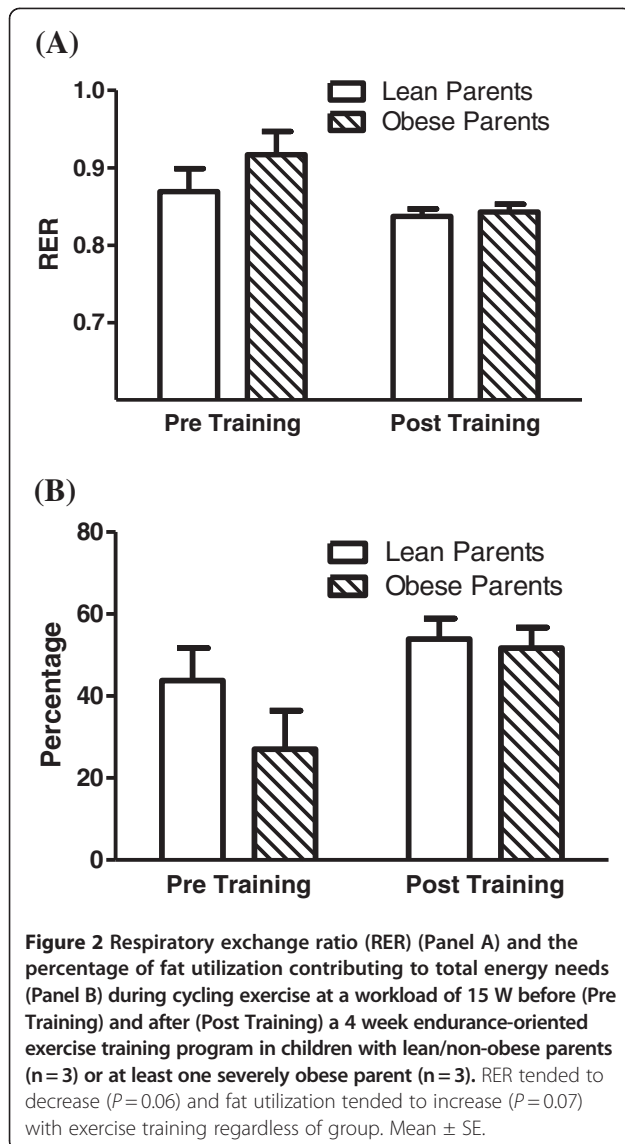 (A)
1.0
0.9
0.8
0.7
RER
Lean Parents
Obese Parents
Pre Training
Post Training
(B)
80
60
40
20
0
Percentage
Lean Parents
Obese Parents
Pre Training
Post Training
Figure 2 Respiratory exchange ratio (RER) (Panel A) and the
percentage of fat utilization contributing to total energy needs
(Panel B) during cycling exercise at a workload of 15 W before (Pre
Training) and after (Post Training) a 4 week endurance-oriented
exercise training program in children with lean/non-obese parents
(n = 3) or at least one severely obese parent (n = 3). RER tended to
decrease (P = 0.06) and fat utilization tended to increase (P = 0.07)
with exercise training regardless of group. Mean ± SE.